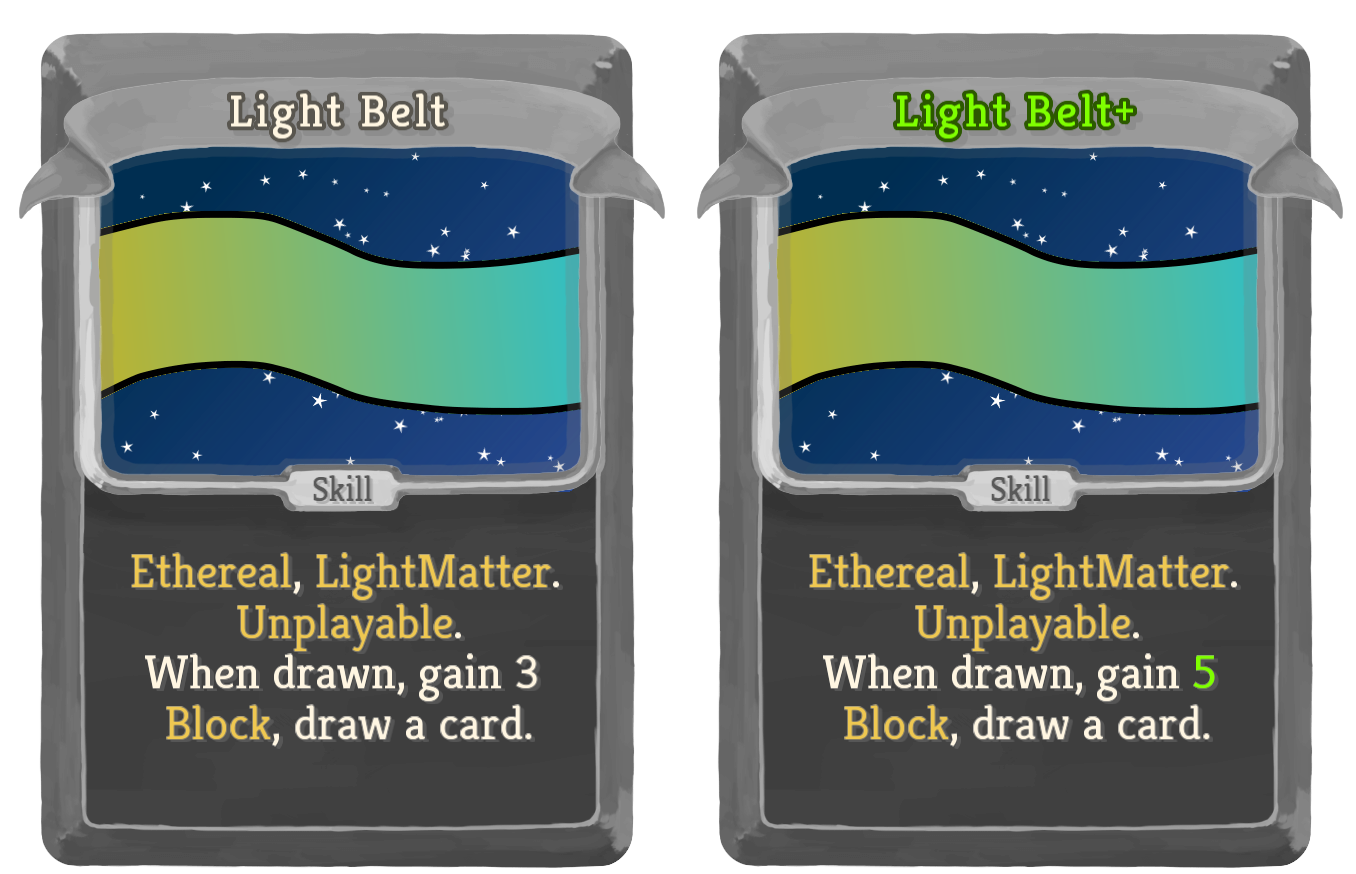 Light Belt
Skill
Ethereal, LightMatter.
Unplayable.
When drawn, gain 3
Block, draw a card.
Light Belt+
Skill
Ethereal, LightMatter.
Unplayable.
When drawn, gain 5
Block, draw a card.